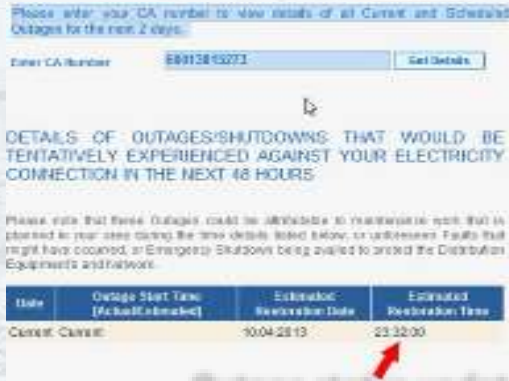 Please enter your CA number to view details of all Current and Scheduled
Outages for the next 2 days.
Enter CA Number
Get Details
DETAILS OF OUTAGES/SHUTDOWNS THAT WOULD BE
TENTATIVELY EXPERIENCED AGAINST YOUR ELECTRICITY
CONNECTION IN THE NEXT 48 HOURS
Please note that these Outages could be attributable to maintenance work that is
planned in your area during the time details listed below, or unforeseen Faults that
might have occurred, or Emergency Shutdown being availed to protect the Distribution
Equipments and Network.
Date Outage Start Time Estimated Estimated
[Actual/Estimated] Restoration Date Restoration Time
Current Current 10.04.2013 23:32:00